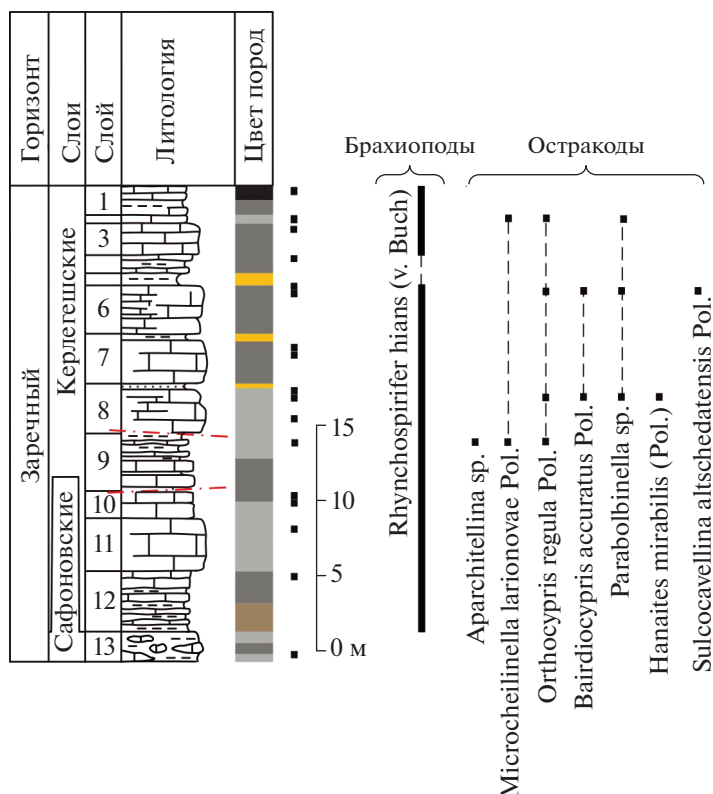 Горизонт
Слои
Слой
Литология
Цвет пород
Брахиоподы
Остракоды
Заречный
Керлетешские
Сафоновские
1
3
6
7
8
9
10
11
12
13
15
10
5
0 м
Rhynchospirifer hians (v. Buch)
Aparchitellina sp.
Microcheilinella larionovae Pol.
Orthocypris regula Pol.
Bairdiocypris accuratus Pol.
Parabolbinella sp.
Hanaites mirabilis (Pol.)
Sulcocavellina altschedatensis Pol.